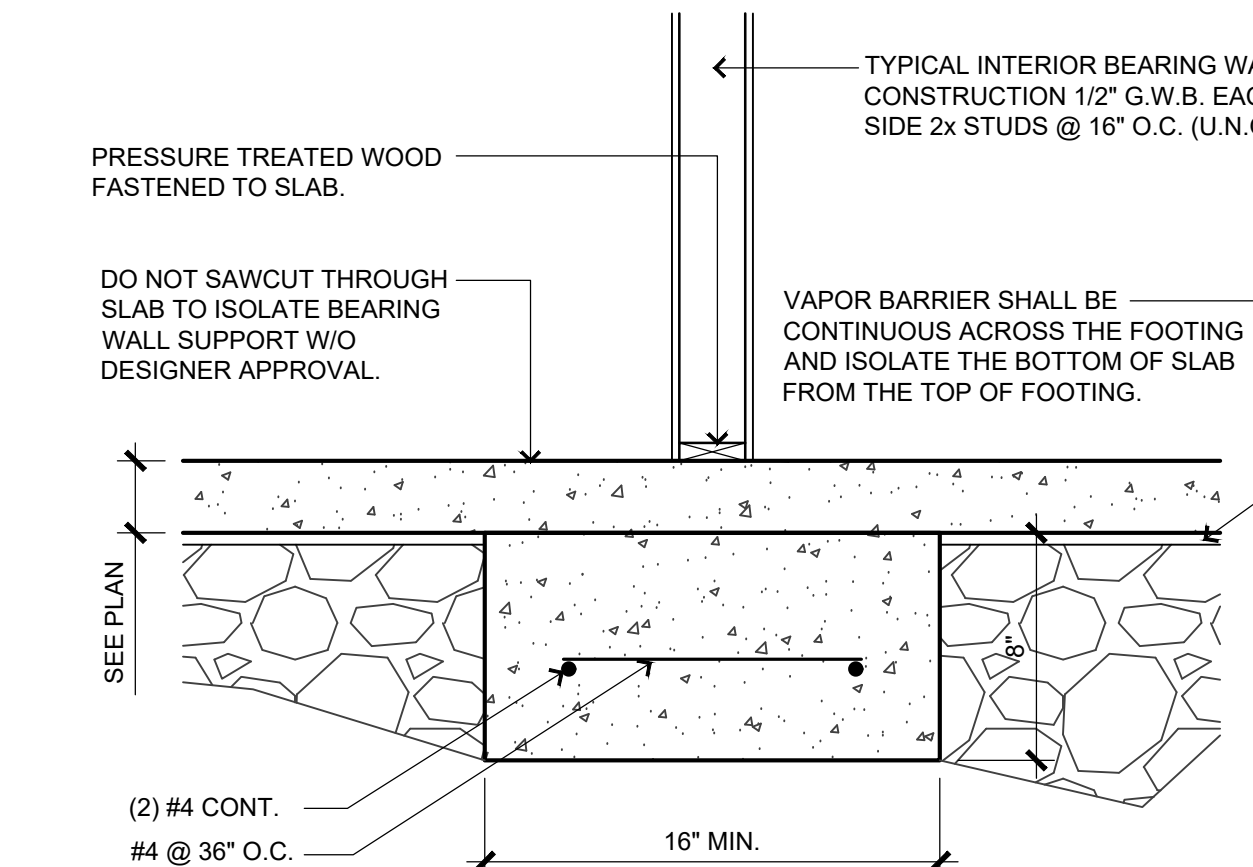 TYPICAL INTERIOR BEARING
CONSTRUCTION 1/2" G.W.B.
SIDE 2x STUDS @ 16" O.C.
PRESSURE TREATED WOOD
FASTENED TO SLAB.
DO NOT SAWCUT THROUGH
SLAB TO ISOLATE BEARING
WALL SUPPORT W/O
DESIGNER APPROVAL.
VAPOR BARRIER SHALL BE
CONTINUOUS ACROSS THE FOOTING
AND ISOLATE THE BOTTOM OF SLAB
FROM THE TOP OF FOOTING.
SEE PLAN
8"
(2) #4 CONT.
#4 @ 36" O.C.
16" MIN.